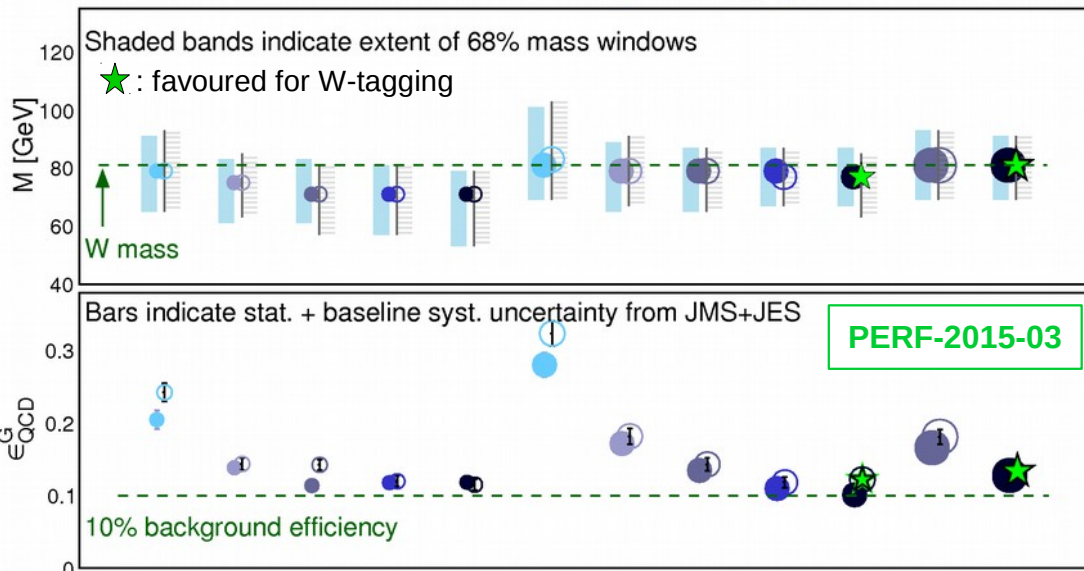 Shaded bands indicate extent of 68% mass windows
: favoured for W-tagging
M [GeV]
120
100
80
60
40
W mass
Bars indicate stat. + baseline syst. uncertainty from JMS+JES
PERF-2015-03
ϵ^G_QCD
0.3
0.2
0.1
10% background efficiency
0